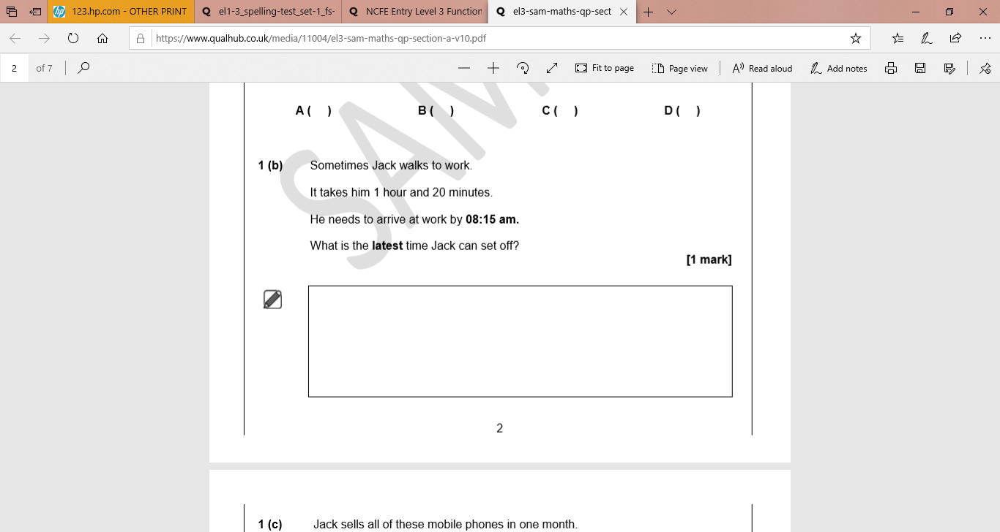 123.hp.com - OTHER PRINT
el1-3_spelling-test_set-1_fs-
NCFE Entry Level 3 Function
el3-sam-maths-qp-sect
https://www.qualhub.co.uk/media/11004/el3-sam-maths-qp-section-a-v10.pdf
2 of 7
Fit to page
Page view
Read aloud
Add notes
SAM
A ( ) B ( ) C ( ) D ( )
1 (b) Sometimes Jack walks to work.
It takes him 1 hour and 20 minutes.
He needs to arrive at work by 08:15 am.
What is the latest time Jack can set off?
[1 mark]
2
1 (c) Jack sells all of these mobile phones in one month.